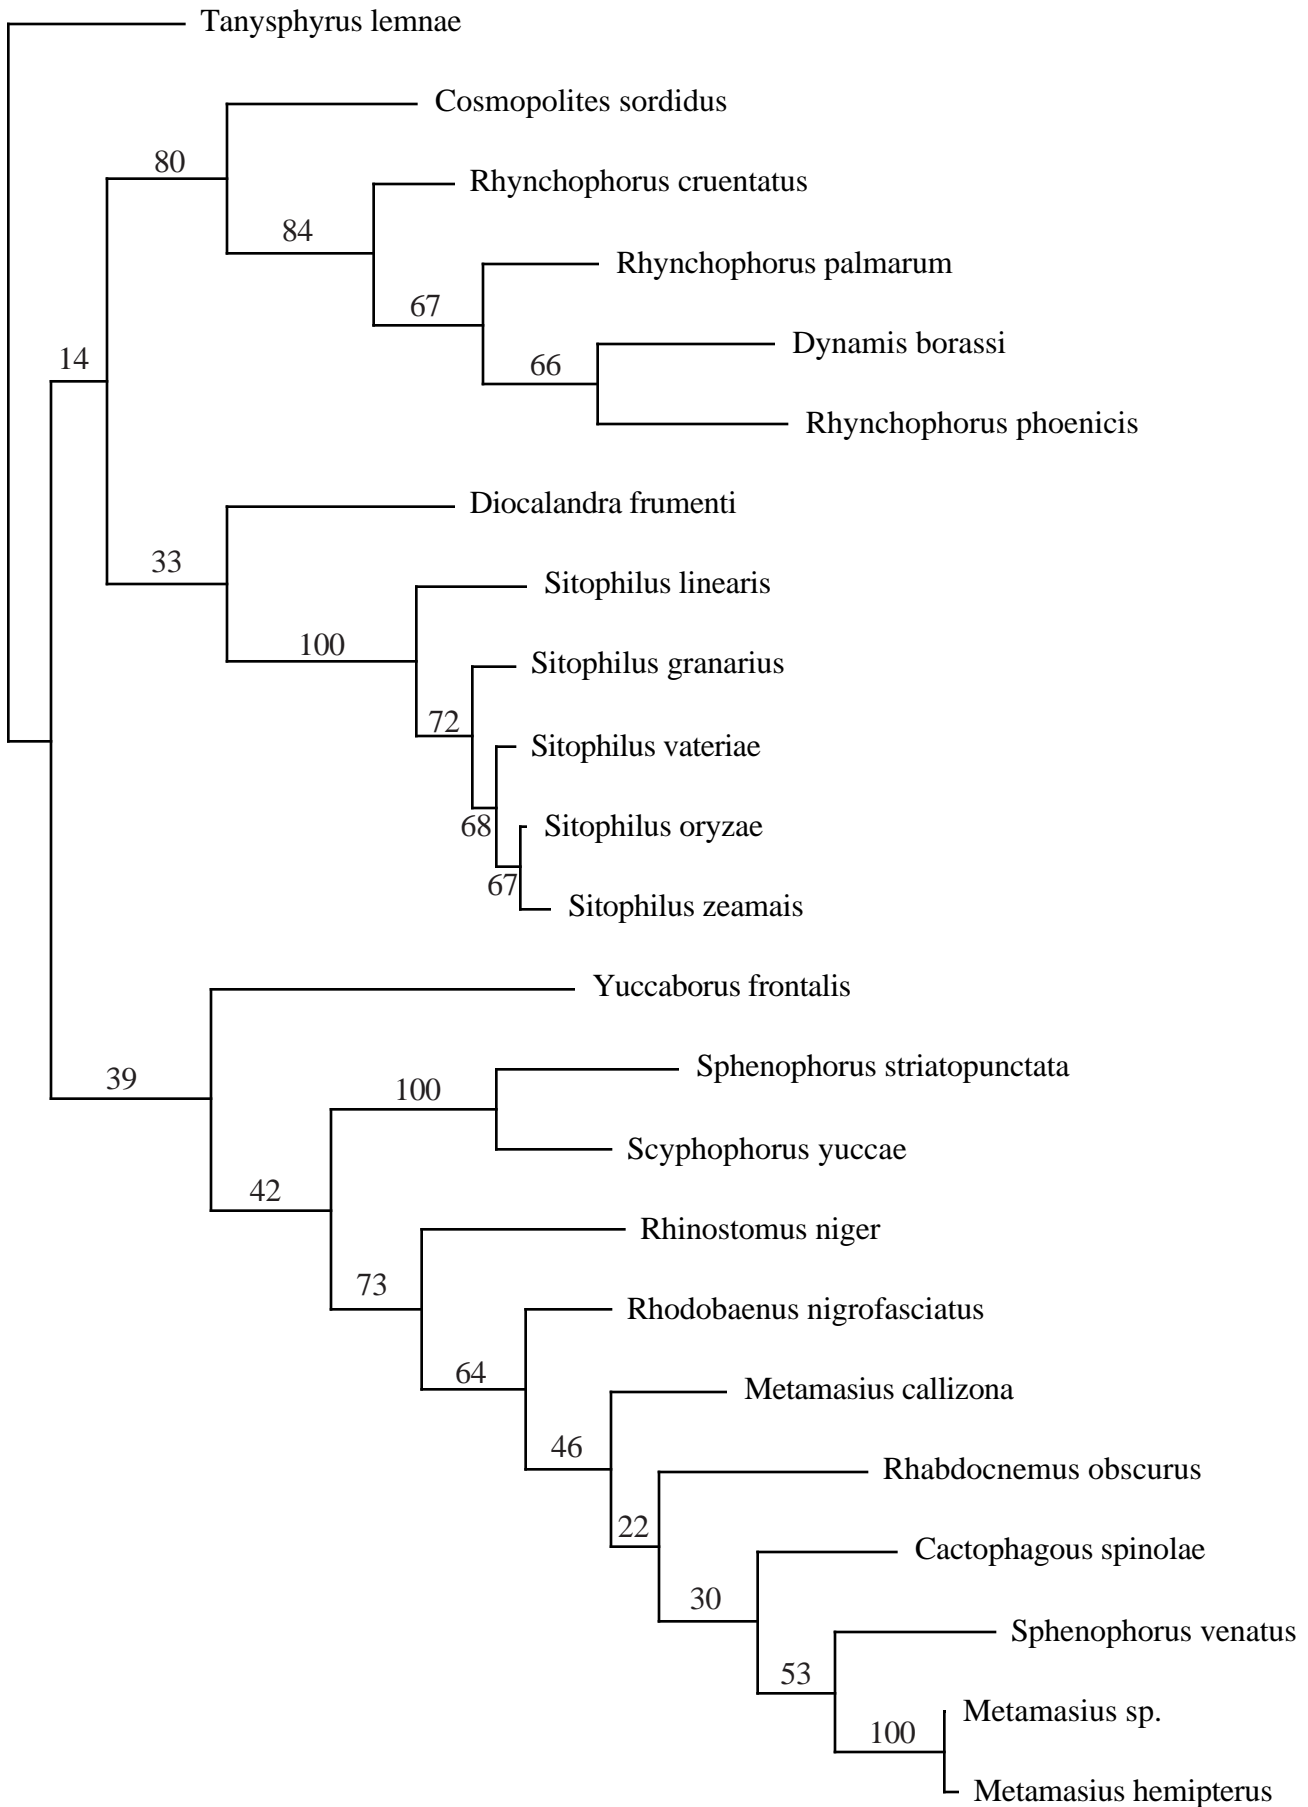 Tanysphyrus lemnae
Cosmopolites sordidus
80
Rhynchophorus cruentatus
84
Rhynchophorus palmarum
67
Dynamis borassi
14
66
Rhynchophorus phoenicis
Diocalandra frumenti
33
Sitophilus linearis
100
Sitophilus granarius
72
Sitophilus vateriae
68
Sitophilus oryzae
67
Sitophilus zeamais
Yuccaborus frontalis
Sphenophorus striatopunctata
39
100
Scyphophorus yuccae
42
Rhinostomus niger
73
Rhodobaenus nigrofasciatus
64
Metamasius callizona
46
Rhabdocnemus obscurus
22
Cactophagous spinolae
30
Sphenophorus venatus
53
Metamasius sp.
100
Metamasius hemipterus